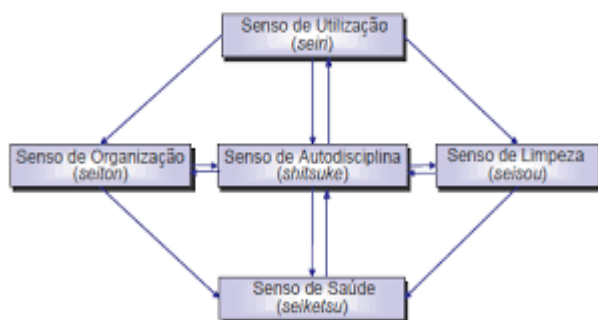 Senso de Utilização
(seiri)
Senso de Organização
(seiton)
Senso de Autodisciplina
(shitsuke)
Senso de Limpeza
(seisou)
Senso de Saúde
(seiketsu)